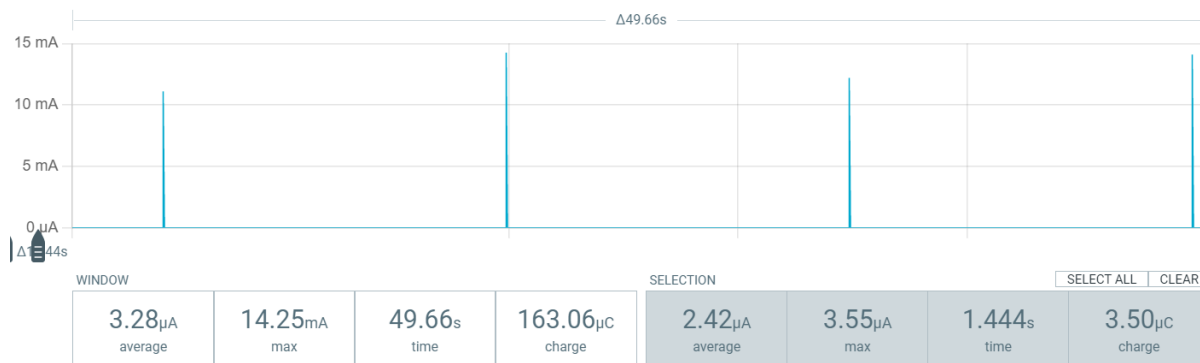 Δ49.66s
15 mA
10 mA
5 mA
0 µA
44s
WINDOW
SELECTION
SELECT ALL
CLEAR
3.28µA
14.25mA
49.66s
163.06µC
2.42µA
3.55µA
1.444s
3.50µC
average
max
time
charge
average
max
time
charge